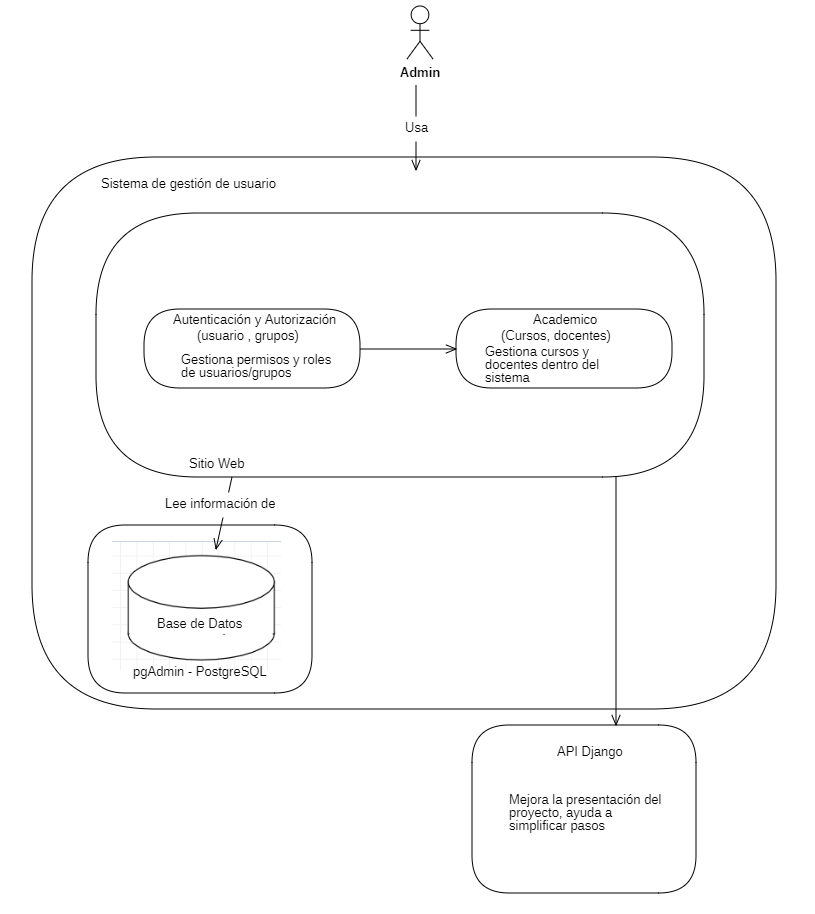 Admin
Usa
Sistema de gestión de usuario
Autenticación y Autorización
(usuario , grupos)
Gestiona permisos y roles
de usuarios/grupos
Academico
(Cursos, docentes)
Gestiona cursos y
docentes dentro del
sistema
Sitio Web
Lee información de
Base de Datos
pgAdmin - PostgreSQL
API Django
Mejora la presentación del
proyecto, ayuda a
simplificar pasos